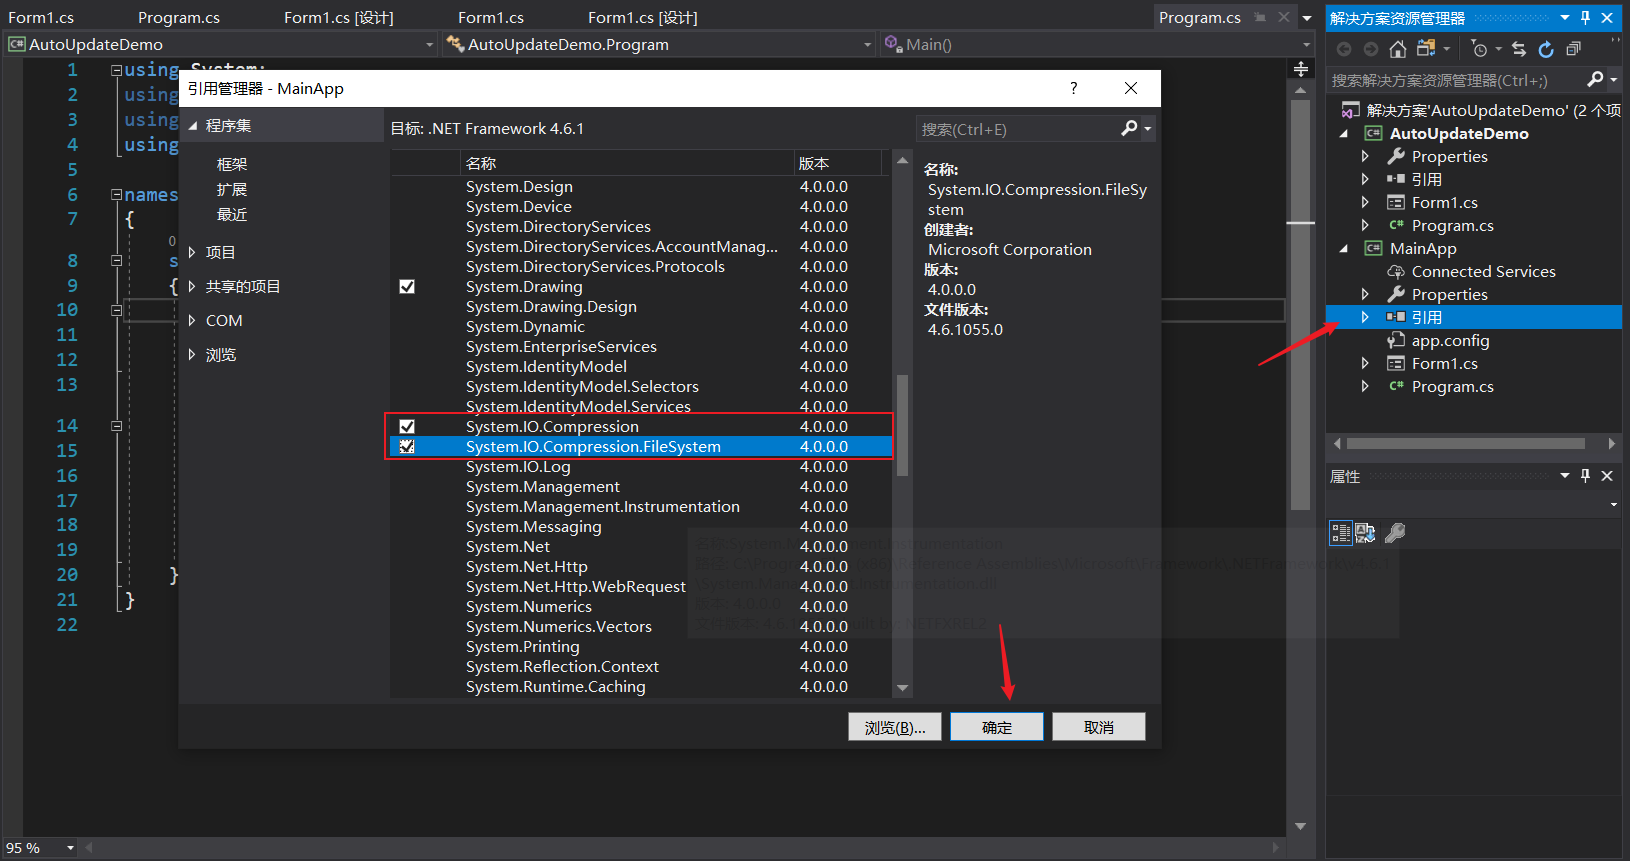 Form1.cs
Program.cs
Form1.cs [设计]
Form1.cs
Form1.cs [设计]
Program.cs
AutoUpdateDemo
AutoUpdateDemo.Program
Main()
1 using System;
2 using
3 using
4 using
5
6 names
7 {
0
8 s
9 {
10
11
12
13
14
15
16
17
18
19
20 }
21 }
22
95 %
引用管理器 - MainApp
?
程序集
框架
扩展
最近
项目
共享的项目
COM
浏览
目标: .NET Framework 4.6.1
搜索(Ctrl+E)
名称 版本
System.Design 4.0.0.0
System.Device 4.0.0.0
System.DirectoryServices 4.0.0.0
System.DirectoryServices.AccountManag... 4.0.0.0
System.DirectoryServices.Protocols 4.0.0.0
System.Drawing 4.0.0.0
System.Drawing.Design 4.0.0.0
System.Dynamic 4.0.0.0
System.EnterpriseServices 4.0.0.0
System.IdentityModel 4.0.0.0
System.IdentityModel.Selectors 4.0.0.0
System.IdentityModel.Services 4.0.0.0
System.IO.Compression 4.0.0.0
System.IO.Compression.FileSystem 4.0.0.0
System.IO.Log 4.0.0.0
System.Management 4.0.0.0
System.Management.Instrumentation 4.0.0.0
System.Messaging 4.0.0.0
System.Net 4.0.0.0
System.Net.Http 4.0.0.0
System.Net.Http.WebRequest 4.0.0.0
System.Numerics 4.0.0.0
System.Numerics.Vectors 4.0.0.0
System.Printing 4.0.0.0
System.Reflection.Context 4.0.0.0
System.Runtime.Caching 4.0.0.0
名称:
System.IO.Compression.FileSy
stem
创建者:
Microsoft Corporation
版本:
4.0.0.0
文件版本:
4.6.1055.0
浏览(B)...
确定
取消
解决方案资源管理器
搜索解决方案资源管理器(Ctrl+;)
解决方案'AutoUpdateDemo' (2 个项
AutoUpdateDemo
Properties
引用
Form1.cs
Program.cs
MainApp
Connected Services
Properties
引用
app.config
Form1.cs
Program.cs
属性